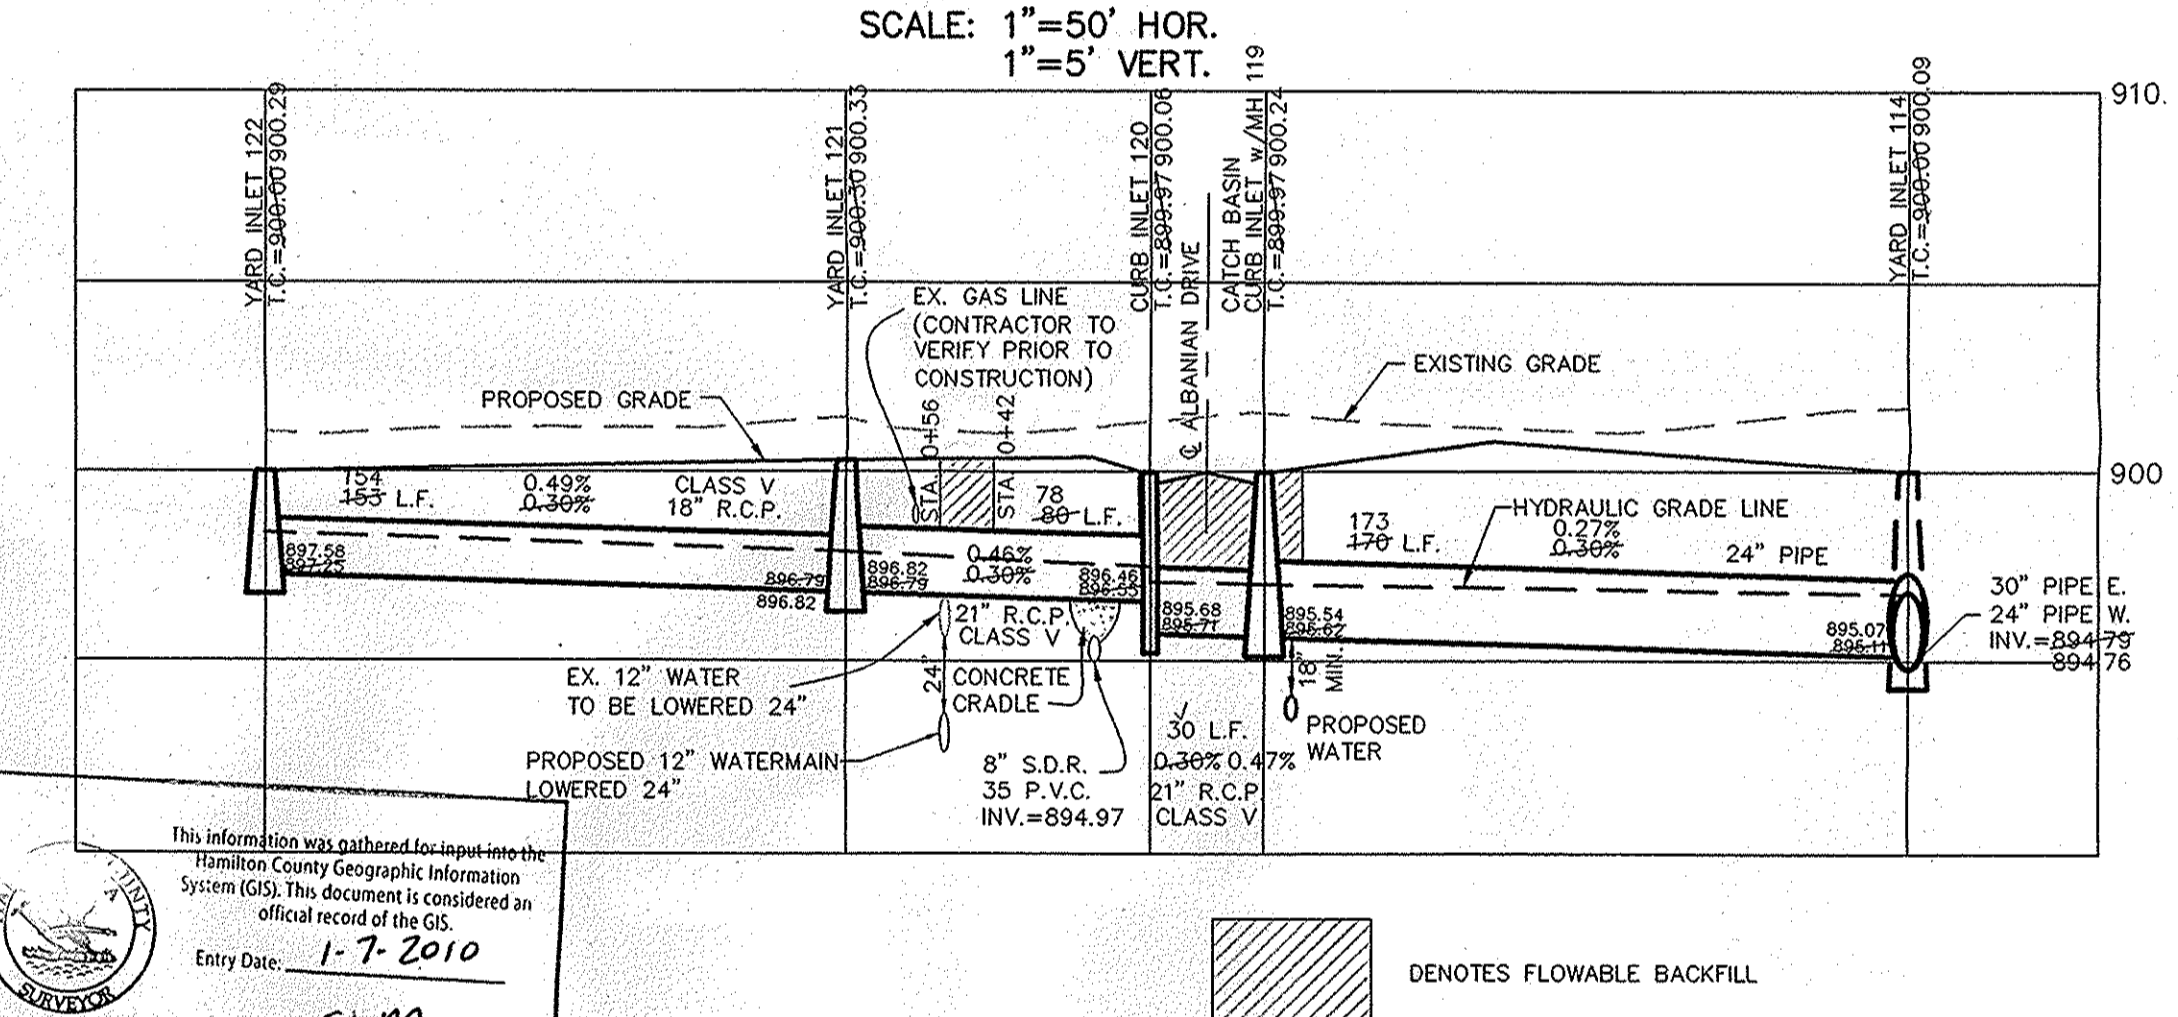 SCALE: 1"=50' HOR.
1"=5' VERT.
910.
900
YARD INLET 122
T.C.=900.00 900.29
YARD INLET 121
T.C.=900.30 900.33
CURB INLET 120
T.C.=899.97 900.06
℄ ALBANIAN DRIVE
CATCH BASIN
CURB INLET w/MH 119
T.C.=899.97 900.24
YARD INLET 114
T.C.=900.00 900.09
EX. GAS LINE
(CONTRACTOR TO
VERIFY PRIOR TO
CONSTRUCTION)
EXISTING GRADE
PROPOSED GRADE
STA. 0+56
STA. 0+42
154
153 L.F.
0.49%
0.30%
CLASS V
18" R.C.P.
78
80 L.F.
173
170 L.F.
HYDRAULIC GRADE LINE
0.27%
0.30%
24" PIPE
897.58
897.25
896.79
896.82
896.82
896.79
0.46%
0.30%
896.46
896.55
21" R.C.P.
CLASS V
895.68
895.71
895.54
895.62
895.07
895.11
30" PIPE E.
24" PIPE W.
INV.=894.79
894.76
EX. 12" WATER
TO BE LOWERED 24"
24"
CONCRETE
CRADLE
18"
MIN.
PROPOSED
WATER
PROPOSED 12" WATERMAIN
LOWERED 24"
8" S.D.R.
35 P.V.C.
INV.=894.97
30 L.F.
0.30% 0.47%
21" R.C.P
CLASS V
This information was gathered for input into the
Hamilton County Geographic Information
System (GIS). This document is considered an
official record of the GIS.
Entry Date: 1-7-2010
SURVEYOR
DENOTES FLOWABLE BACKFILL